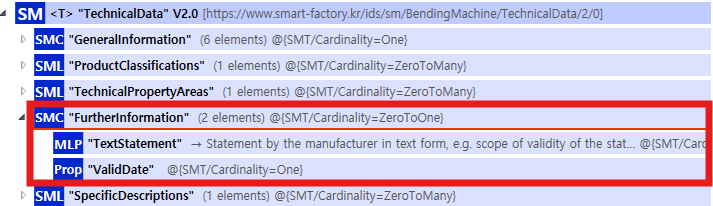 SM <T> "TechnicalData" V2.0 [https://www.smart-factory.kr/ids/sm/BendingMachine/TechnicalData/2/0]
SMC "GeneralInformation" (6 elements) @{SMT/Cardinality=One}
SML "ProductClassifications" (1 elements) @{SMT/Cardinality=ZeroToMany}
SML "TechnicalPropertyAreas" (1 elements) @{SMT/Cardinality=ZeroToMany}
SMC "FurtherInformation" (2 elements) @{SMT/Cardinality=ZeroToOne}
MLP "TextStatement" → Statement by the manufacturer in text form, e.g. scope of validity of the stat... @{SMT/Card
Prop "ValidDate" @{SMT/Cardinality=One}
SML "SpecificDescriptions" (1 elements) @{SMT/Cardinality=ZeroToMany}